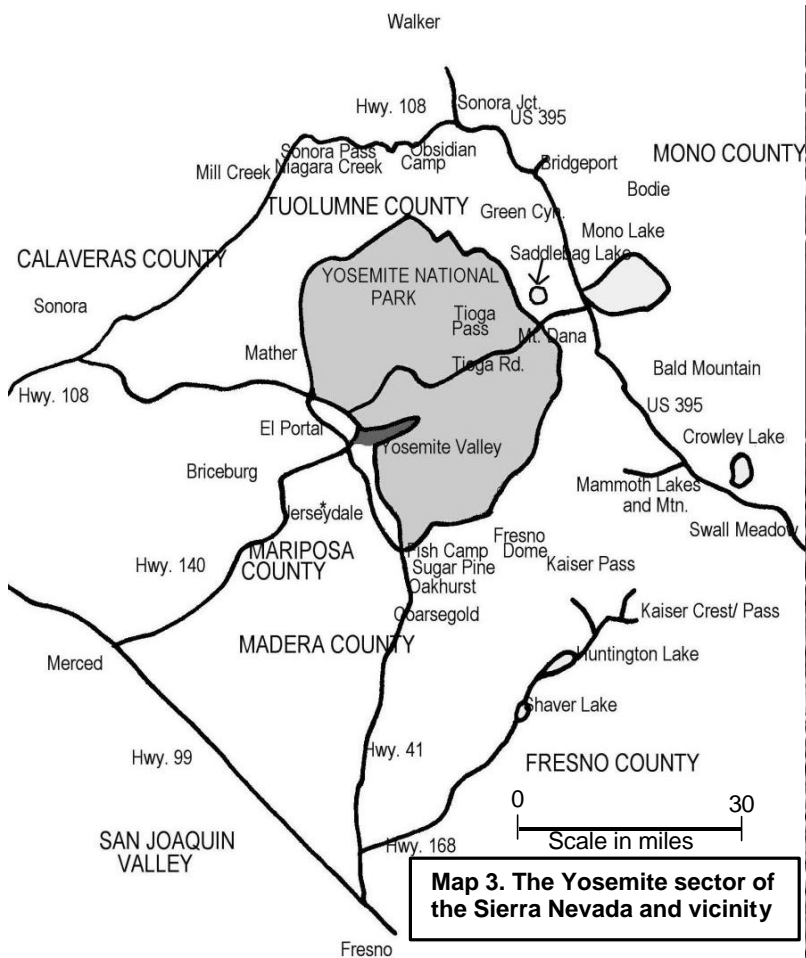 Walker
Sonora Jct.
Hwy. 108
US 395
Sonora Pass
Obsidian
Camp
Bridgeport
MONO COUNTY
Mill Creek
Niagara Creek
Bodie
TUOLUMNE COUNTY
Green Cyn.
Mono Lake
CALAVERAS COUNTY
Saddlebag Lake
YOSEMITE NATIONAL
PARK
Sonora
Tioga
Pass
Mt. Dana
Mather
Tioga Rd.
Bald Mountain
Hwy. 108
US 395
El Portal
Crowley Lake
Yosemite Valley
Briceburg
Mammoth Lakes
and Mtn.
*
Jerseydale
Swall Meadow
Fresno
Dome
MARIPOSA
COUNTY
Fish Camp
Sugar Pine
Hwy. 140
Kaiser Pass
Oakhurst
Coarsegold
Kaiser Crest/ Pass
MADERA COUNTY
Merced
Huntington Lake
Shaver Lake
Hwy. 99
Hwy. 41
FRESNO COUNTY
0 30
Scale in miles
SAN JOAQUIN
VALLEY
Hwy. 168
Map 3. The Yosemite sector of
the Sierra Nevada and vicinity
Fresno